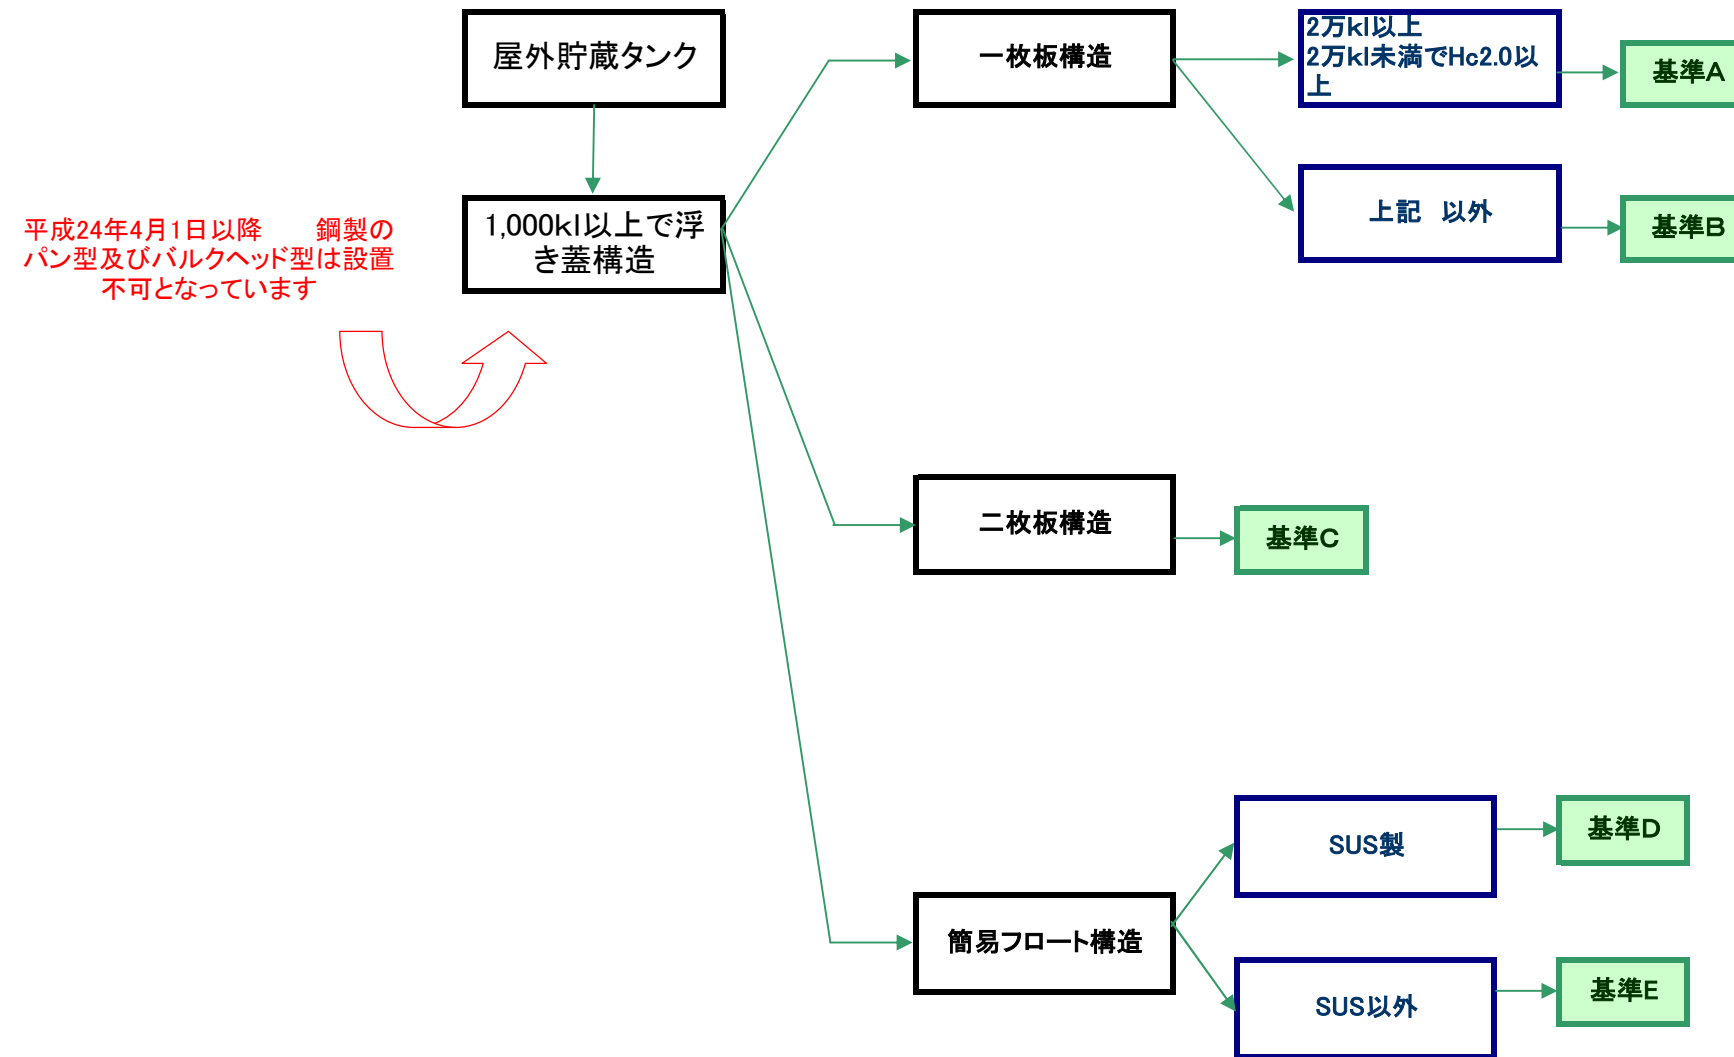 屋外貯蔵タンク
一枚板構造
2万kl以上
2万kl未満でHc2.0以
上
基準A
平成24年4月1日以降　　鋼製の
パン型及びバルクヘッド型は設置
不可となっています
1,000kl以上で浮
き蓋構造
上記　以外
基準B
二枚板構造
基準C
SUS製
基準D
簡易フロート構造
SUS以外
基準E